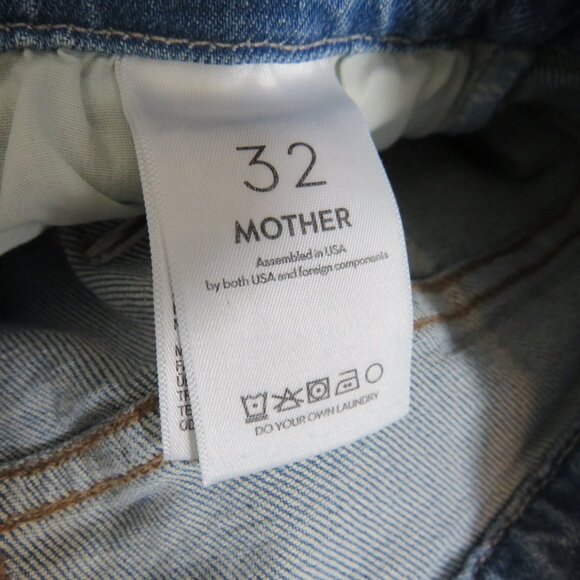 32
MOTHER
Assembled in USA
by both USA and foreign components
DO YOUR OWN LAUNDRY